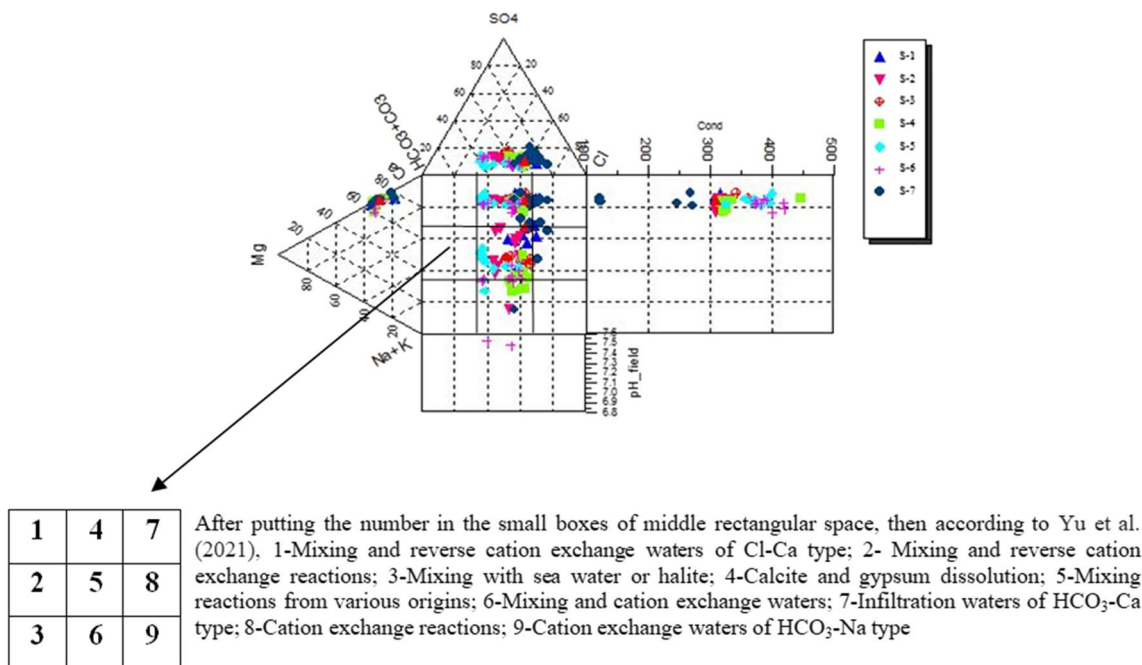 SO4
80
20
60
40
40
60
20
HCO3+CO3
Ca
Cl
100
Cond
200
300
400
500
S-1
S-2
S-3
S-4
S-5
S-6
S-7
80
60
40
20
Mg
80
60
20
Na+K
7.6
7.5
7.4
7.3
7.2
7.1
7.0
6.9
6.8
pH_field
1 4 7
2 5 8
3 6 9
After putting the number in the small boxes of middle rectangular space, then according to Yu et al.
(2021), 1-Mixing and reverse cation exchange waters of Cl-Ca type; 2- Mixing and reverse cation
exchange reactions; 3-Mixing with sea water or halite; 4-Calcite and gypsum dissolution; 5-Mixing
reactions from various origins; 6-Mixing and cation exchange waters; 7-Infiltration waters of HCO₃-Ca
type; 8-Cation exchange reactions; 9-Cation exchange waters of HCO₃-Na type